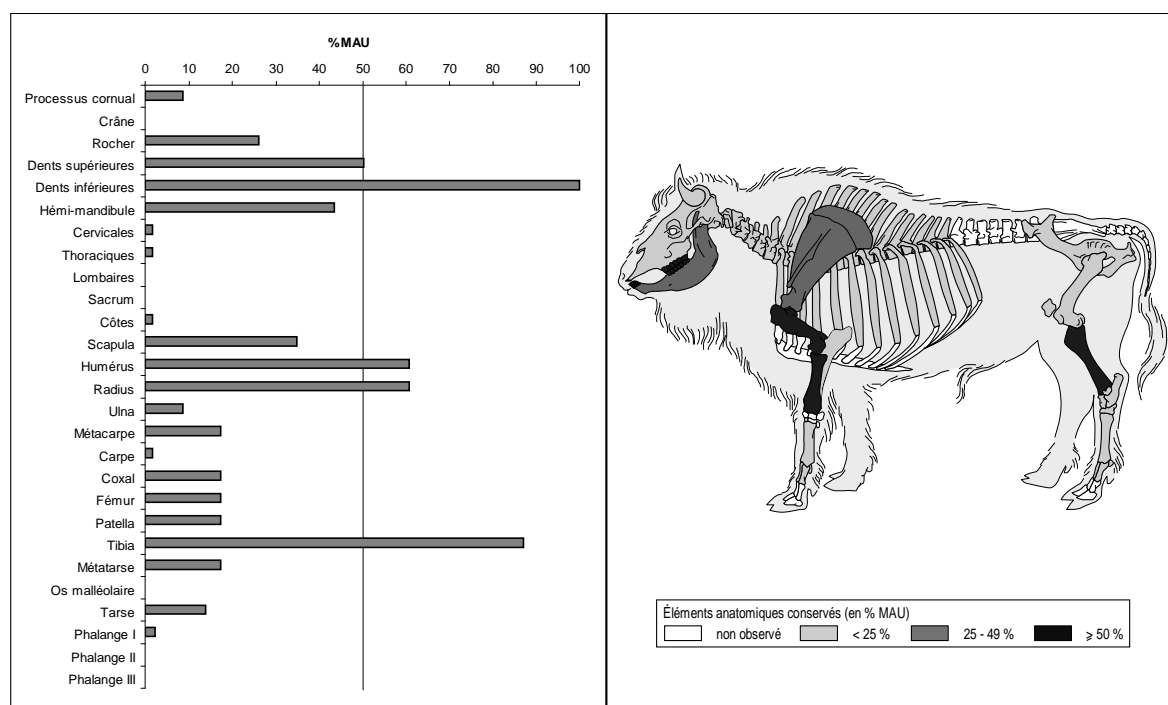 %MAU
0 10 20 30 40 50 60 70 80 90 100
Processus cornual
Crâne
Rocher
Dents supérieures
Dents inférieures
Hémi-mandibule
Cervicales
Thoraciques
Lombaires
Sacrum
Côtes
Scapula
Humérus
Radius
Ulna
Métacarpe
Carpe
Coxal
Fémur
Patella
Tibia
Métatarse
Os malléolaire
Tarse
Phalange I
Phalange II
Phalange III
Éléments anatomiques conservés (en % MAU)
non observé < 25 % 25 - 49 % ⩾ 50 %